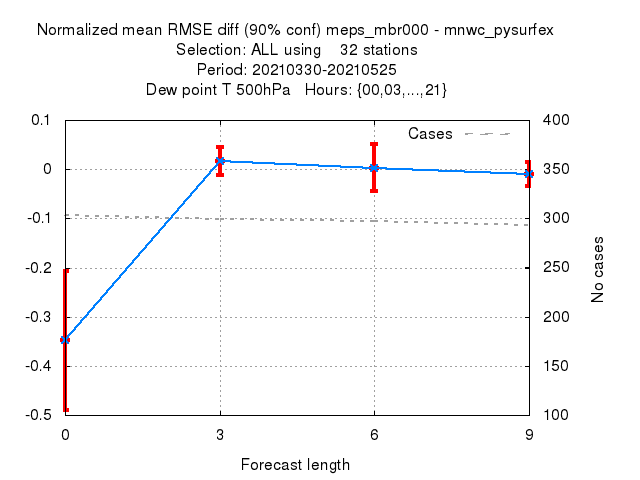 Normalized mean RMSE diff (90% conf) meps_mbr000 - mnwc_pysurfex
Selection: ALL using    32 stations
Period: 20210330-20210525
Dew point T 500hPa   Hours: {00,03,...,21}
Cases
0.1
0
-0.1
-0.2
-0.3
-0.4
-0.5
400
350
300
250
200
150
100
No cases
0 3 6 9
Forecast length